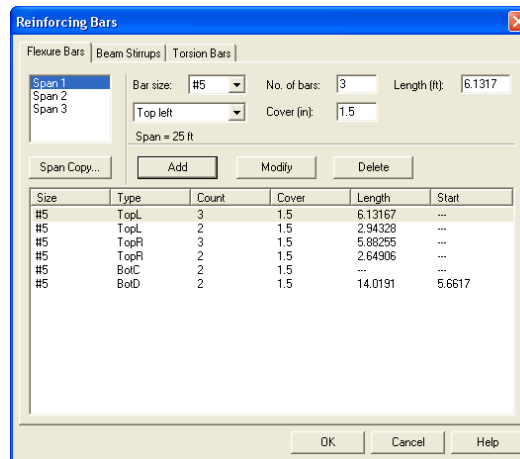 Reinforcing Bars
Flexure Bars Beam Stirrups Torsion Bars
Span 1
Span 2
Span 3
Bar size: #5 No. of bars: 3 Length (ft): 6.1317
Top left Cover (in): 1.5
Span = 25 ft
Span Copy... Add Modify Delete
Size Type Count Cover Length Start
#5 TopL 3 1.5 6.13167 ---
#5 TopL 2 1.5 2.94328 ---
#5 TopR 3 1.5 5.88255 ---
#5 TopR 2 1.5 2.64906 ---
#5 BotC 2 1.5 --- ---
#5 BotD 2 1.5 14.0191 5.6617
OK Cancel Help